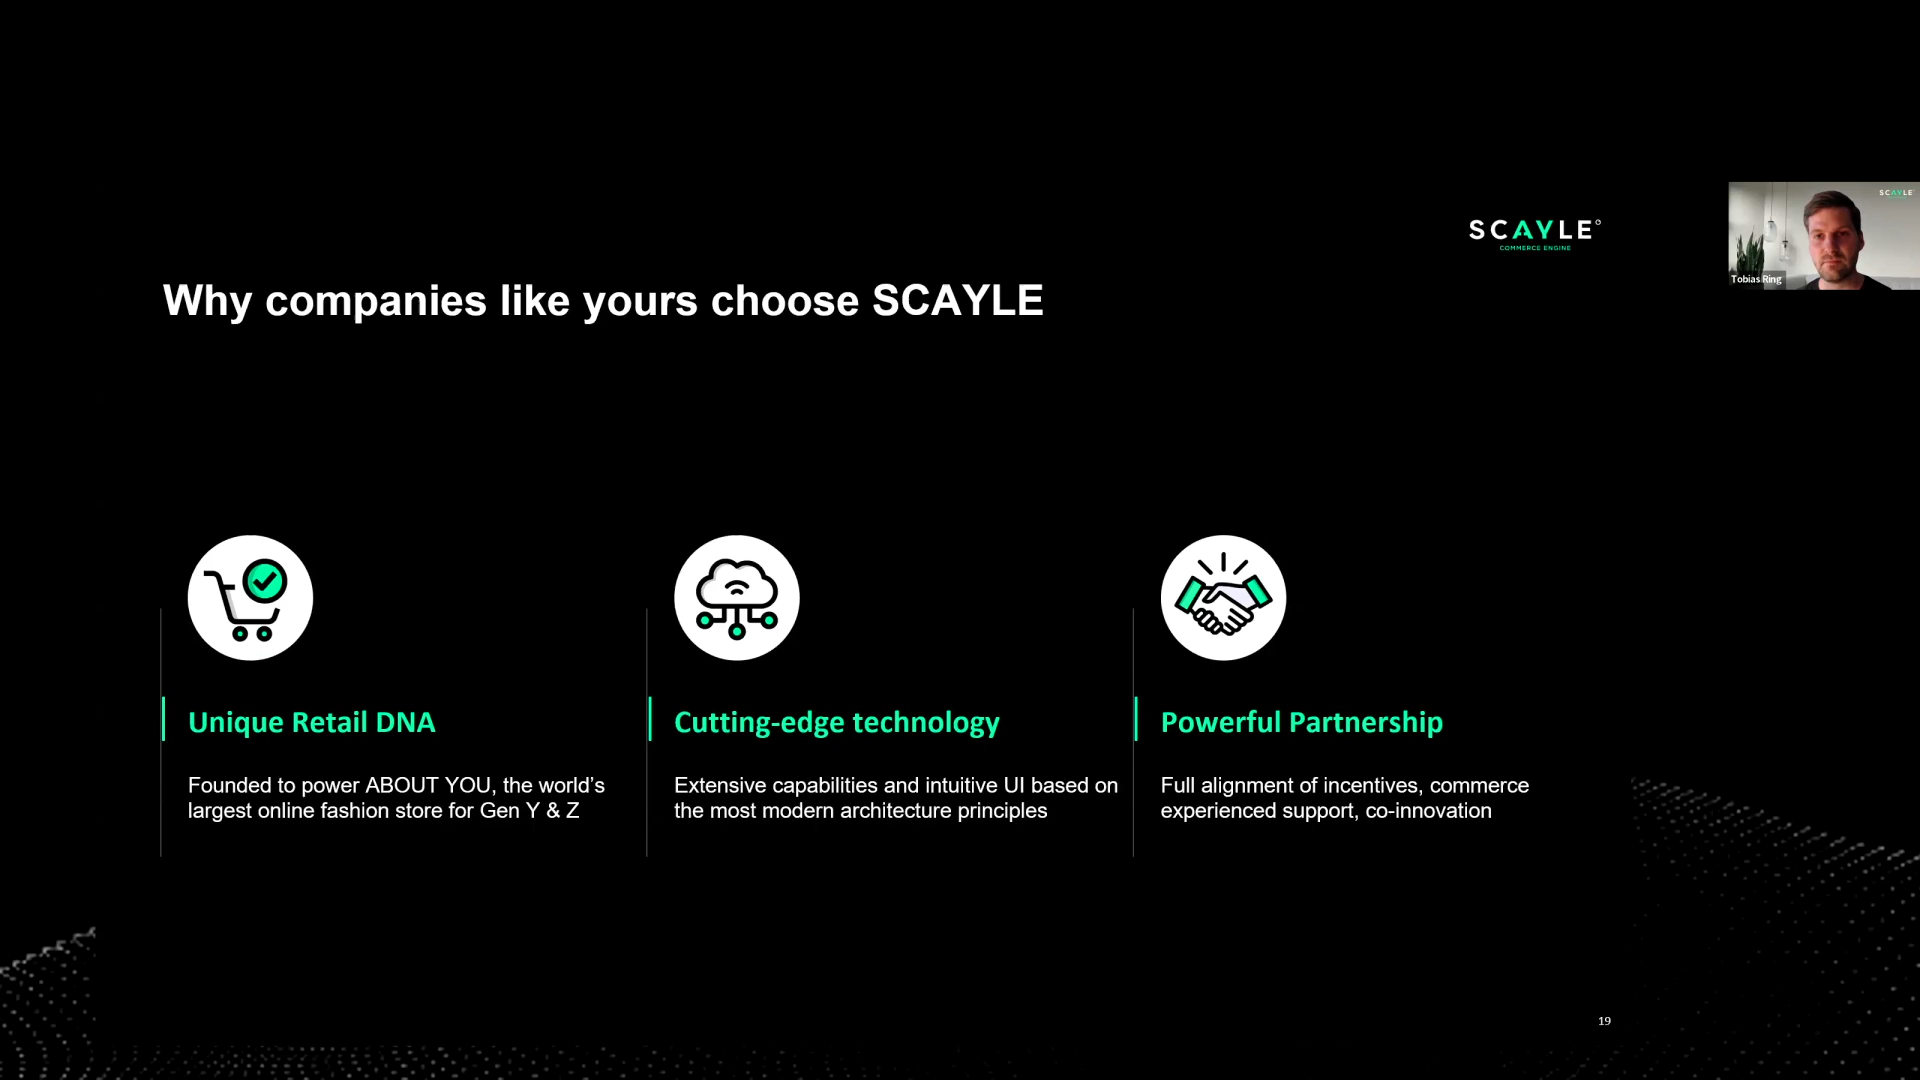 SCAYLE
COMMERCE ENGINE
SCAYLE
Tobias Ring
Why companies like yours choose SCAYLE
Unique Retail DNA
Founded to power ABOUT YOU, the world’s
largest online fashion store for Gen Y & Z
Cutting-edge technology
Extensive capabilities and intuitive UI based on
the most modern architecture principles
Powerful Partnership
Full alignment of incentives, commerce
experienced support, co-innovation
19